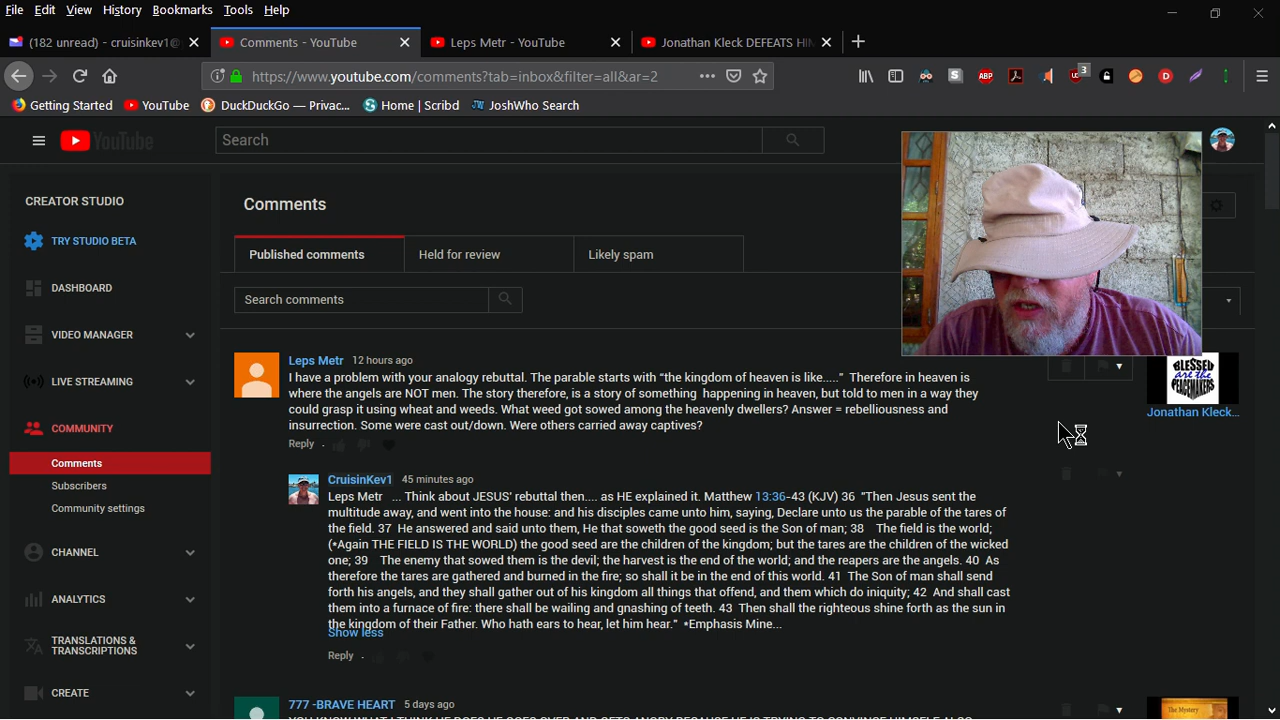 File Edit View History Bookmarks Tools Help
(182 unread) - cruisinkev1@
Comments - YouTube
Leps Metr - YouTube
Jonathan Kleck DEFEATS HI
https://www.youtube.com/comments?tab=inbox&filter=all&ar=2
ABP
3
Getting Started YouTube DuckDuckGo — Privac... Home | Scribd JoshWho Search
YouTube
Search
CREATOR STUDIO
TRY STUDIO BETA
DASHBOARD
VIDEO MANAGER
LIVE STREAMING
COMMUNITY
Comments
Subscribers
Community settings
CHANNEL
ANALYTICS
TRANSLATIONS &
TRANSCRIPTIONS
CREATE
Comments
Published comments Held for review Likely spam
Search comments
Leps Metr 12 hours ago
I have a problem with your analogy rebuttal. The parable starts with “the kingdom of heaven is like.....” Therefore in heaven is
where the angels are NOT men. The story therefore, is a story of something happening in heaven, but told to men in a way they
could grasp it using wheat and weeds. What weed got sowed among the heavenly dwellers? Answer = rebelliousness and
insurrection. Some were cast out/down. Were others carried away captives?
Reply
BLESSED
are the
PEACEMAKERS
Jonathan Kleck...
CruisinKev1 45 minutes ago
Leps Metr ... Think about JESUS' rebuttal then.... as HE explained it. Matthew 13:36-43 (KJV) 36 "Then Jesus sent the
multitude away, and went into the house: and his disciples came unto him, saying, Declare unto us the parable of the tares of
the field. 37 He answered and said unto them, He that soweth the good seed is the Son of man; 38 The field is the world;
(*Again THE FIELD IS THE WORLD) the good seed are the children of the kingdom; but the tares are the children of the wicked
one; 39 The enemy that sowed them is the devil; the harvest is the end of the world; and the reapers are the angels. 40 As
therefore the tares are gathered and burned in the fire; so shall it be in the end of this world. 41 The Son of man shall send
forth his angels, and they shall gather out of his kingdom all things that offend, and them which do iniquity; 42 And shall cast
them into a furnace of fire: there shall be wailing and gnashing of teeth. 43 Then shall the righteous shine forth as the sun in
the kingdom of their Father. Who hath ears to hear, let him hear." *Emphasis Mine...
Show less
Reply
777 -BRAVE HEART 5 days ago
The Mystery